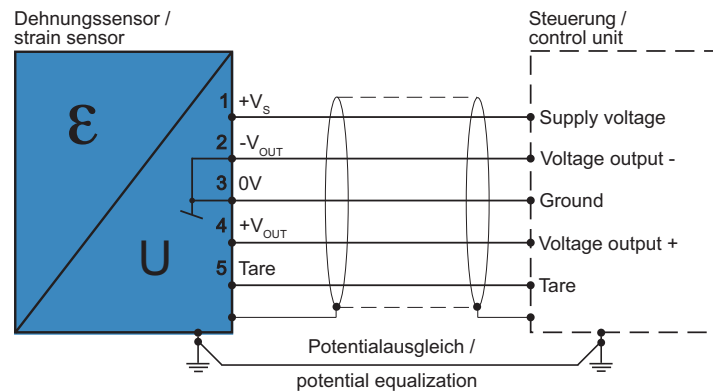 Dehnungssensor /
strain sensor
Steuerung /
control unit
ε
U
1 +VS
2 -VOUT
3 0V
4 +VOUT
5 Tare
Supply voltage
Voltage output -
Ground
Voltage output +
Tare
Potentialausgleich /
potential equalization